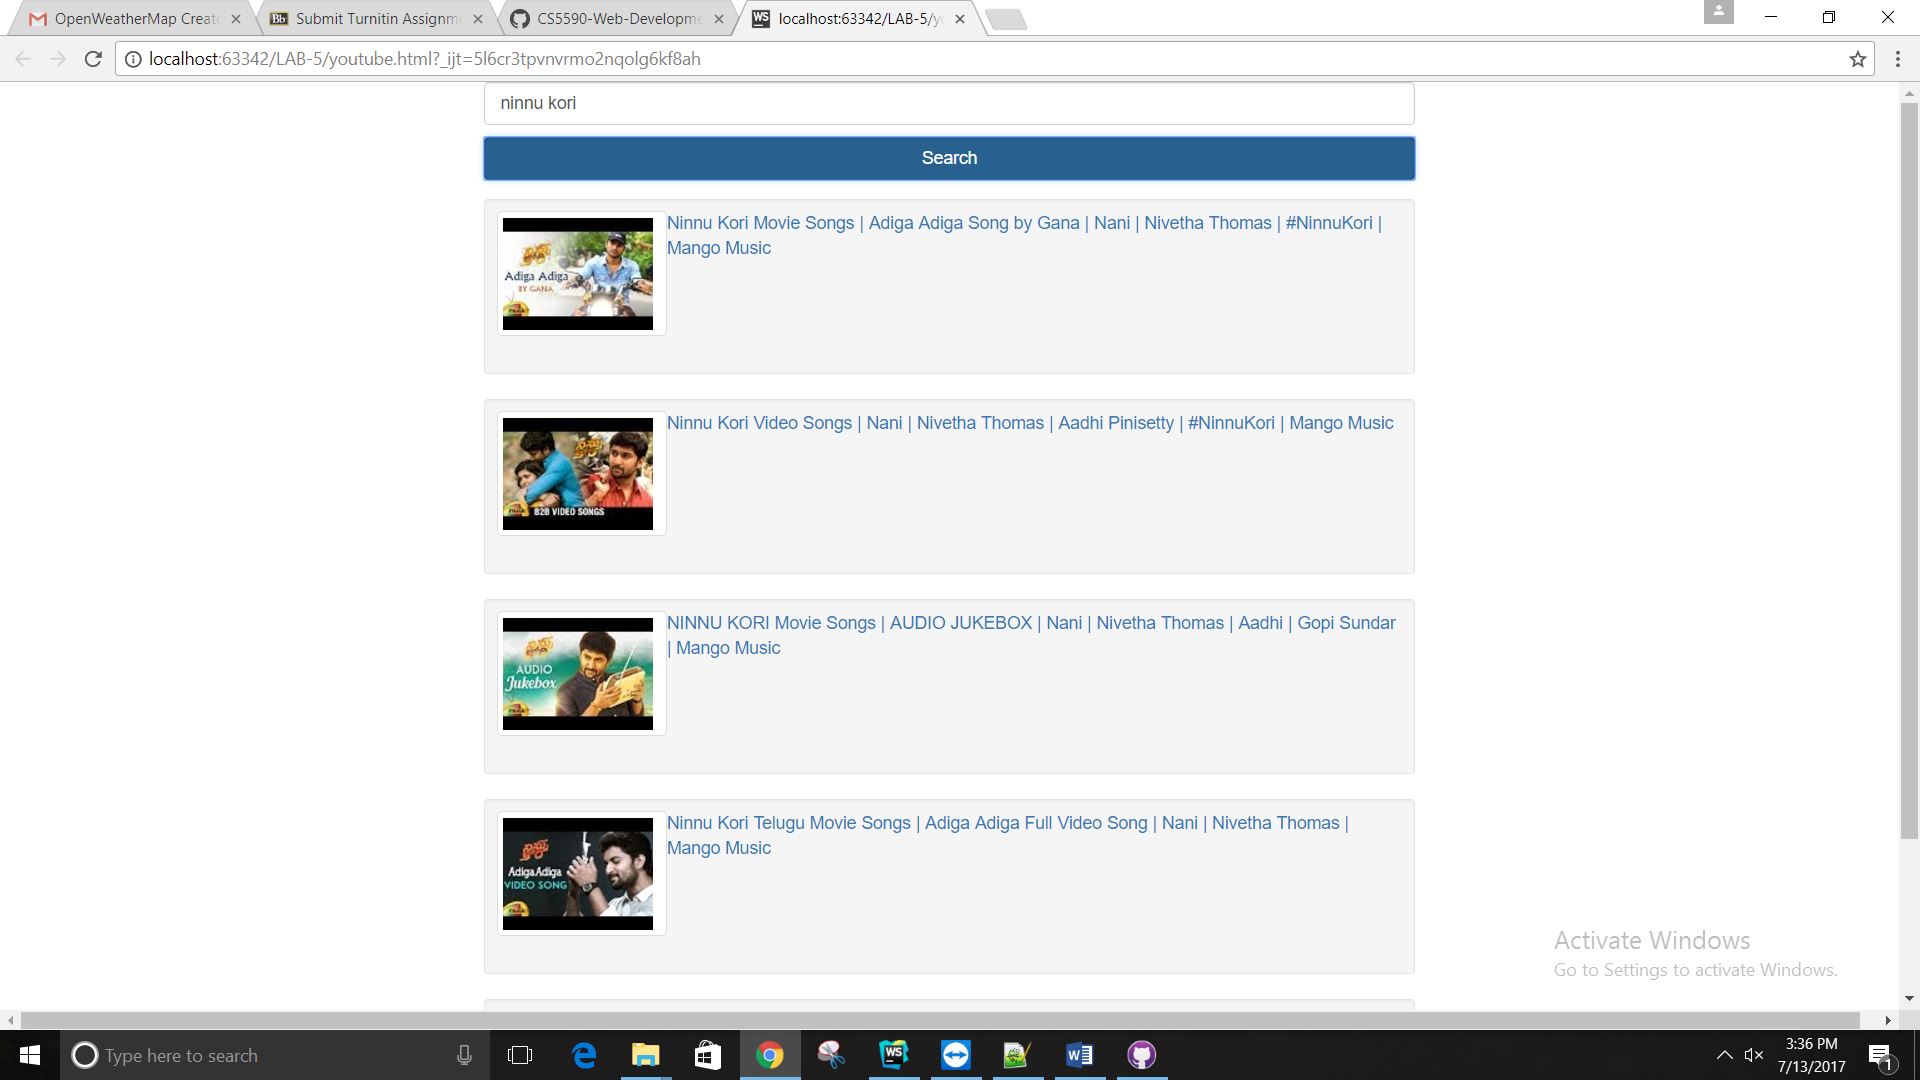 OpenWeatherMap Create
Bb Submit Turnitin Assignm
CS5590-Web-Developme
WS localhost:63342/LAB-5/y
localhost:63342/LAB-5/youtube.html?_ijt=5l6cr3tpvnvrmo2nqolg6kf8ah
ninnu kori
Search
Ninnu Kori Movie Songs | Adiga Adiga Song by Gana | Nani | Nivetha Thomas | #NinnuKori |
Mango Music
Adiga Adiga
BY GANA
Ninnu Kori Video Songs | Nani | Nivetha Thomas | Aadhi Pinisetty | #NinnuKori | Mango Music
B2B VIDEO SONGS
NINNU KORI Movie Songs | AUDIO JUKEBOX | Nani | Nivetha Thomas | Aadhi | Gopi Sundar
| Mango Music
AUDIO
Jukebox
Ninnu Kori Telugu Movie Songs | Adiga Adiga Full Video Song | Nani | Nivetha Thomas |
Mango Music
Adiga Adiga
VIDEO SONG
Activate Windows
Go to Settings to activate Windows.
Type here to search
WS
3:36 PM
7/13/2017
1